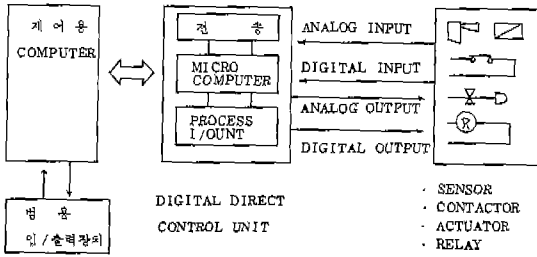 제 어 용
COMPUTER
범 용
입/출력장치
전 송
MICRO
COMPUTER
PROCESS
I/OUNT
DIGITAL DIRECT
CONTROL UNIT
ANALOG INPUT
DIGITAL INPUT
ANALOG OUTPUT
DIGITAL OUTPUT
R
· SENSOR
· CONTACTOR
· ACTUATOR
· RELAY